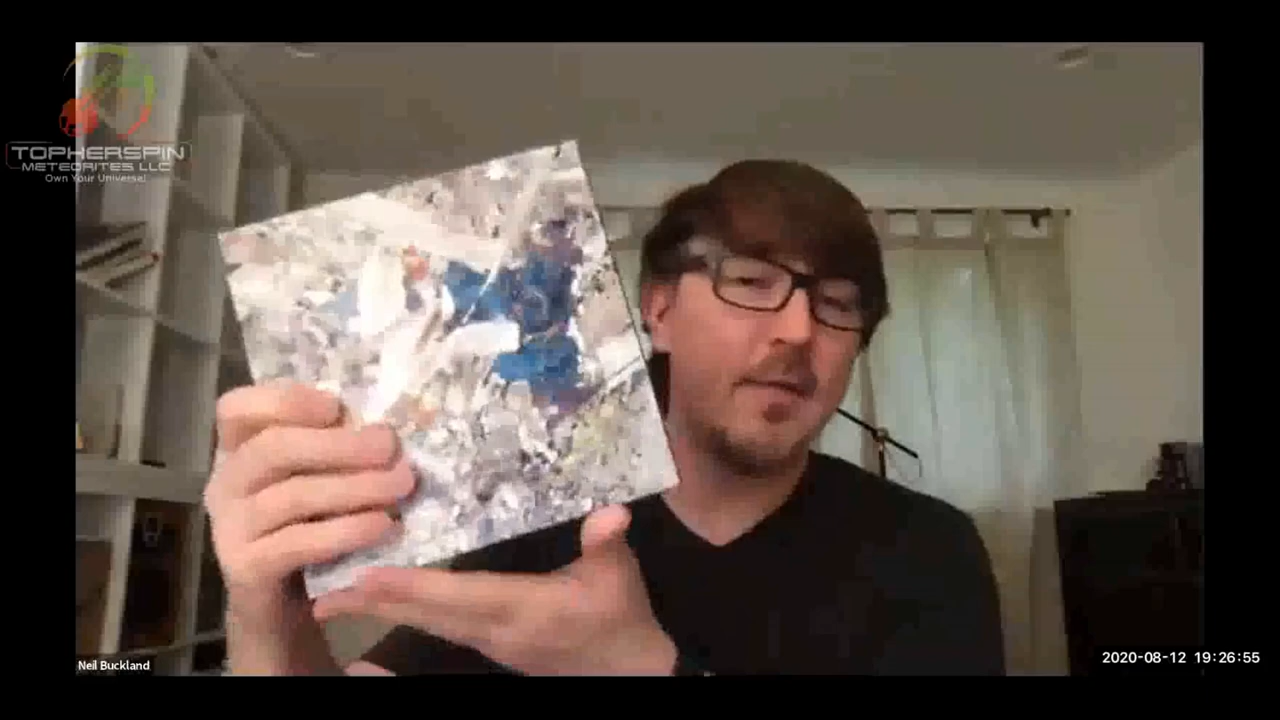 TOPHERSPIN
METEORITES LLC
Own Your Universe!
Neil Buckland
2020-08-12 19:26:55